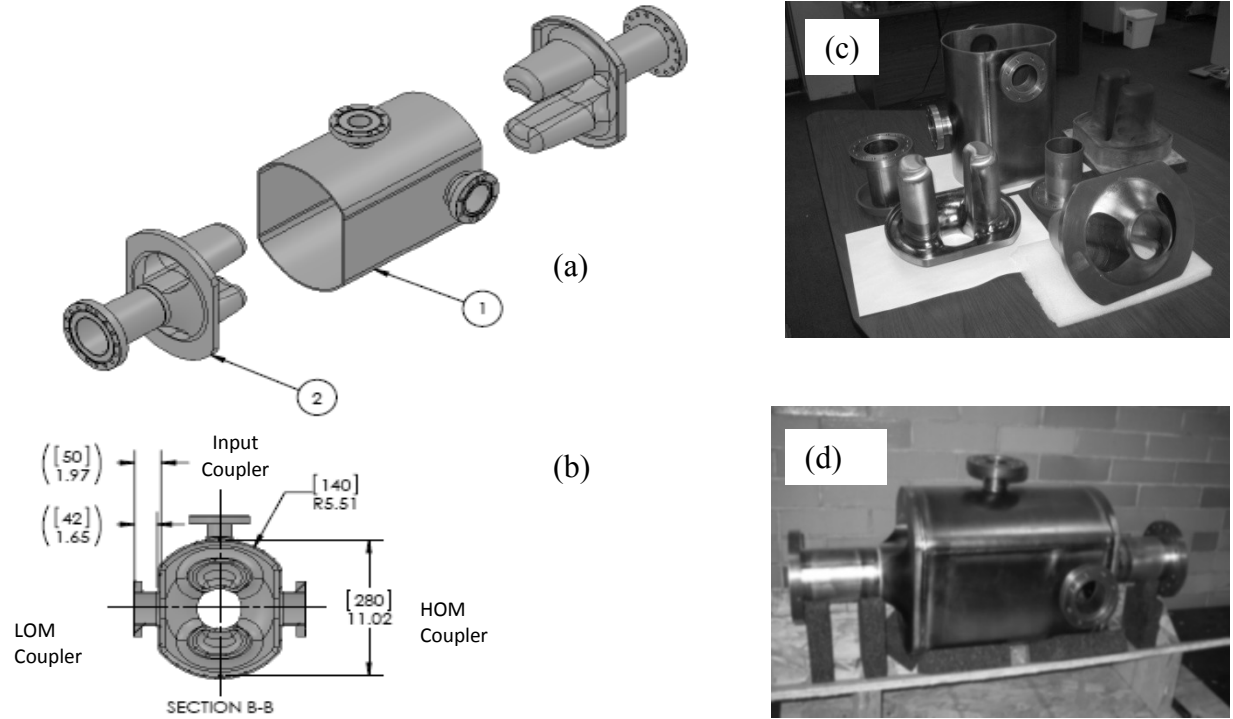 (c)
(a)
1
2
(d)
(b)
Input
Coupler
[50]
1.97
[42]
1.65
[140]
R5.51
[280]
11.02
LOM
Coupler
HOM
Coupler
SECTION B-B